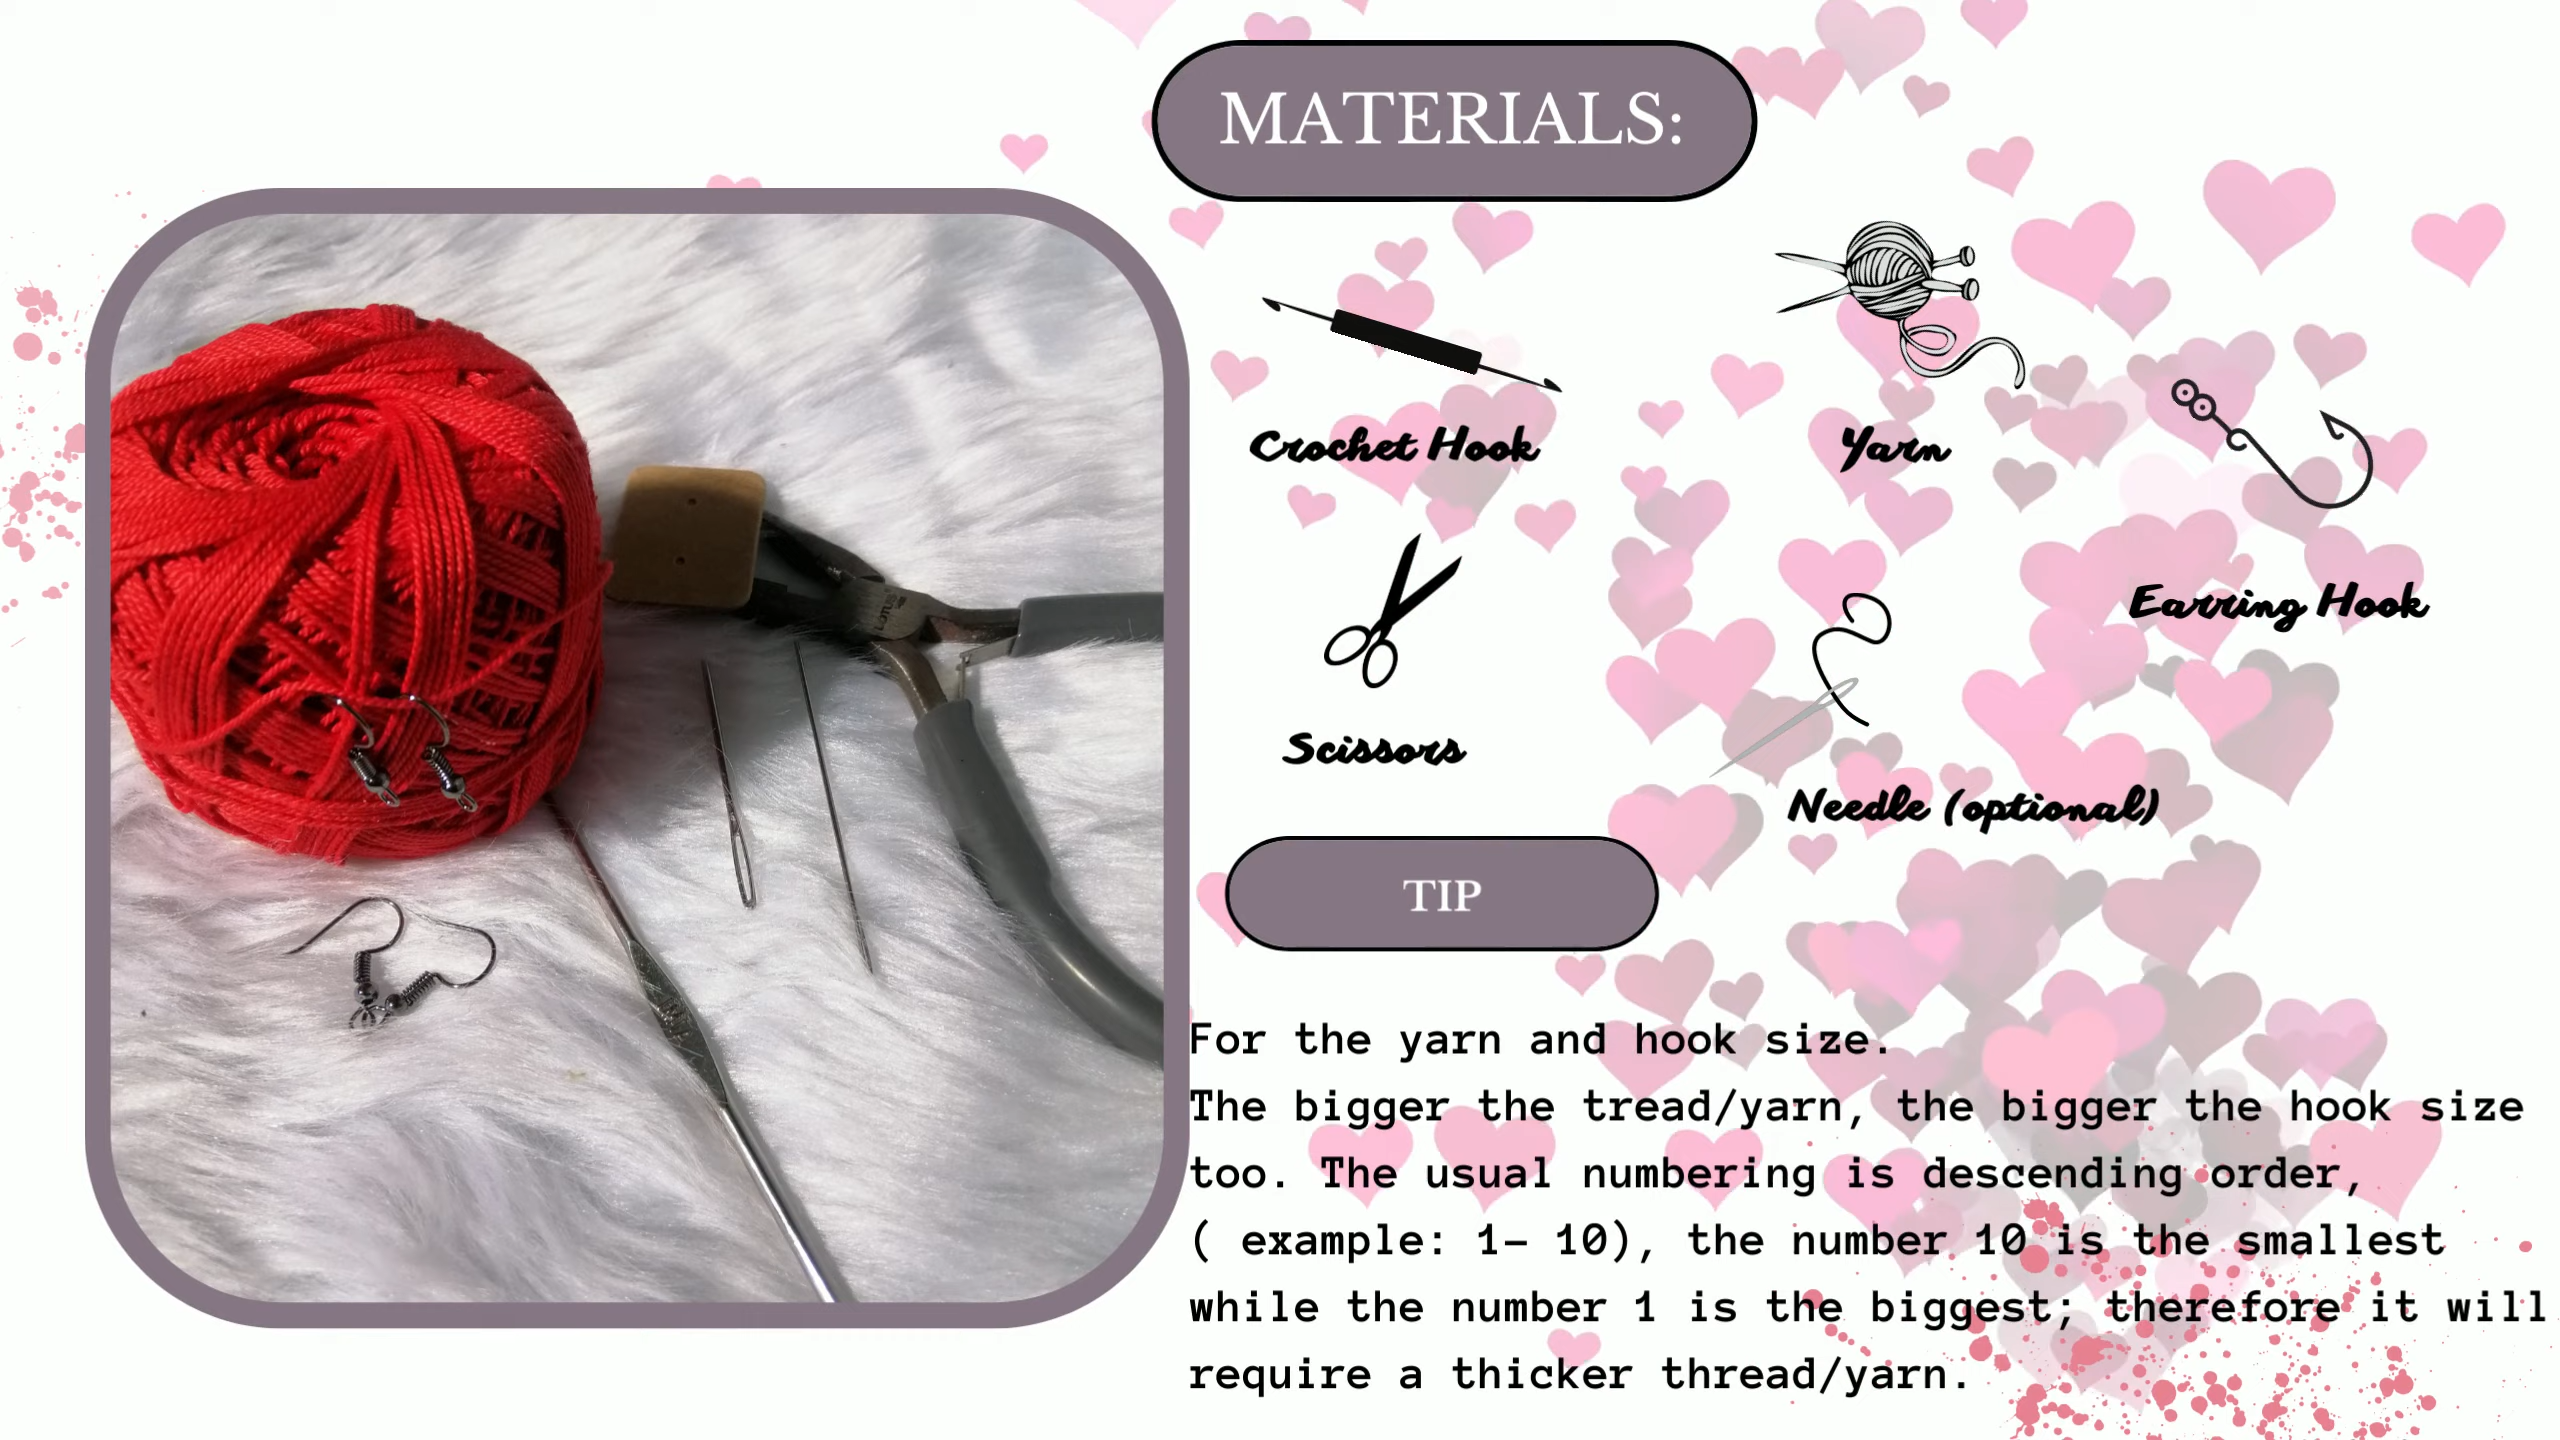 MATERIALS:
Crochet Hook
Yarn
Earring Hook
Scissors
Needle (optional)
TIP
For the yarn and hook size.
The bigger the tread/yarn, the bigger the hook size
too. The usual numbering is descending order,
( example: 1- 10), the number 10 is the smallest
while the number 1 is the biggest; therefore it will
require a thicker thread/yarn.
LOTUS